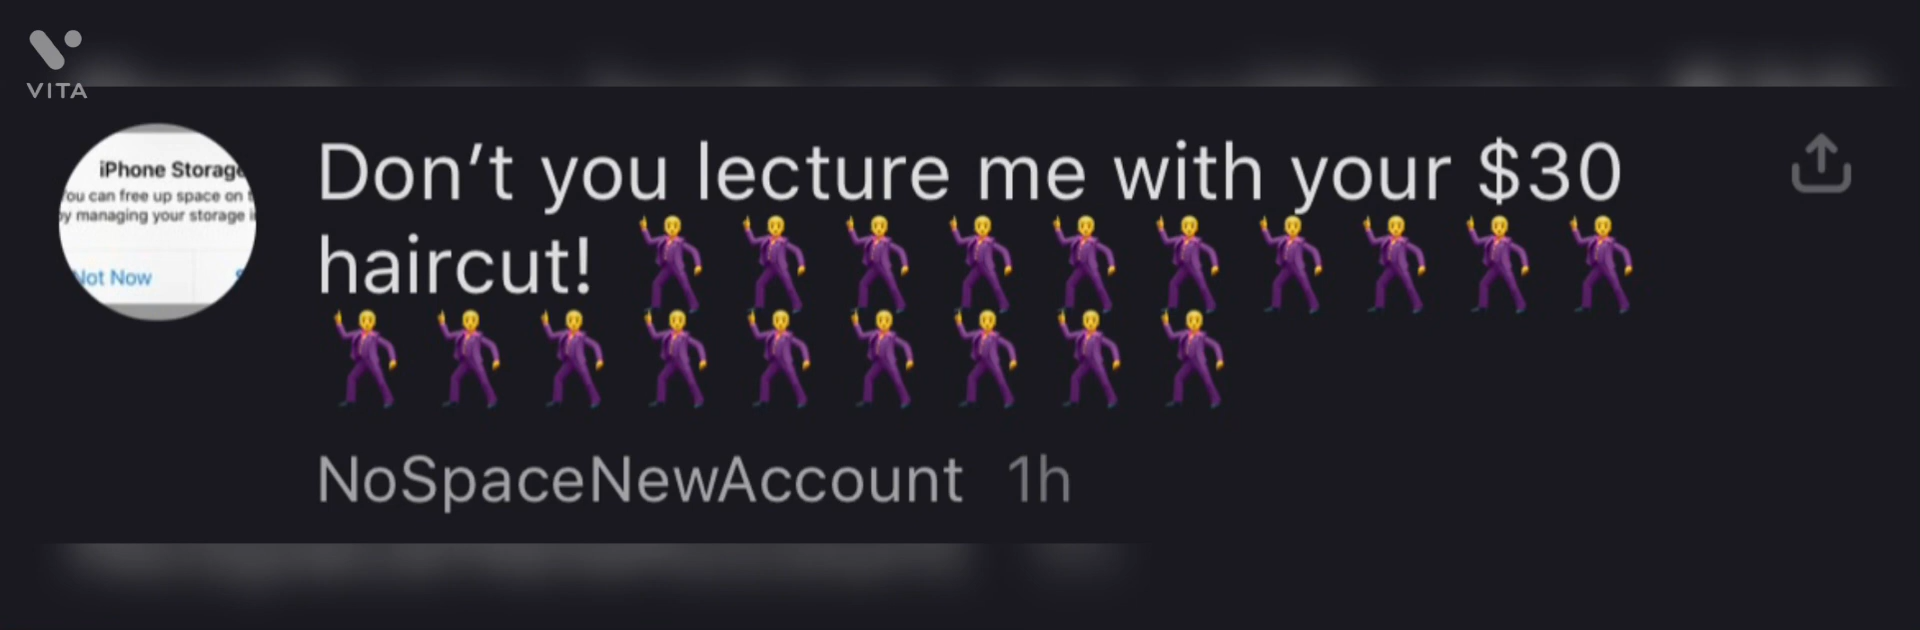 VITA
iPhone Storage
You can free up space on
by managing your storage
Not Now
Don’t you lecture me with your $30
haircut! 🕺🕺🕺🕺🕺🕺🕺🕺🕺🕺
🕺🕺🕺🕺🕺🕺🕺🕺🕺
NoSpaceNewAccount 1h